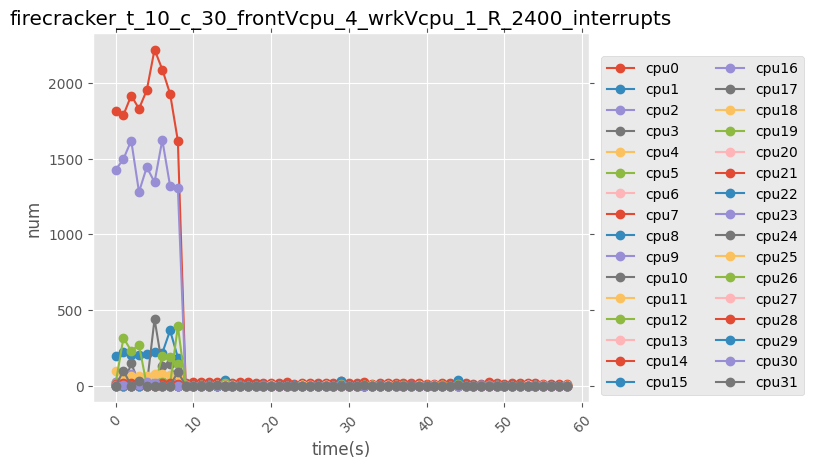 firecracker_t_10_c_30_frontVcpu_4_wrkVcpu_1_R_2400_interrupts
num
2000
1500
1000
500
0
0
10
20
30
40
50
60
time(s)
cpu0
cpu1
cpu2
cpu3
cpu4
cpu5
cpu6
cpu7
cpu8
cpu9
cpu10
cpu11
cpu12
cpu13
cpu14
cpu15
cpu16
cpu17
cpu18
cpu19
cpu20
cpu21
cpu22
cpu23
cpu24
cpu25
cpu26
cpu27
cpu28
cpu29
cpu30
cpu31